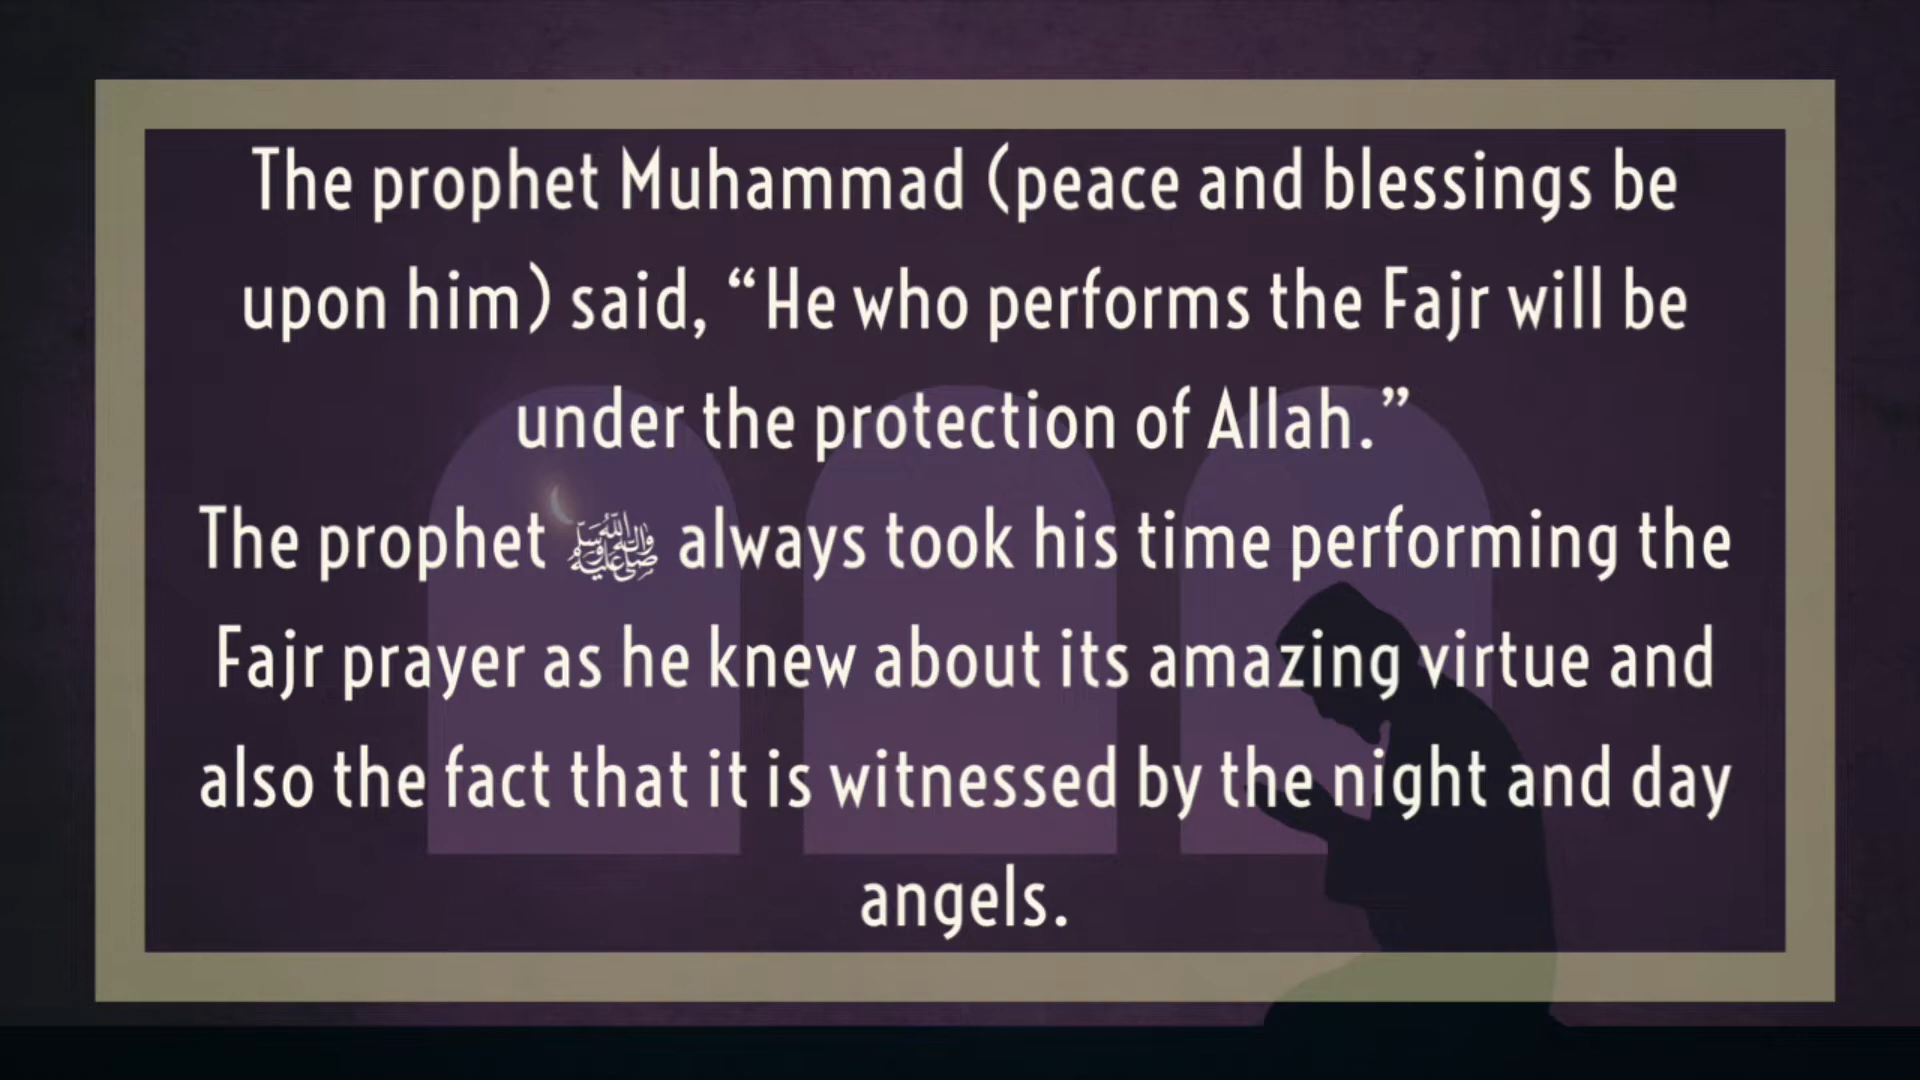 The prophet Muhammad (peace and blessings be
upon him) said, “He who performs the Fajr will be
under the protection of Allah.”
The prophet ﷺ always took his time performing the
Fajr prayer as he knew about its amazing virtue and
also the fact that it is witnessed by the night and day
angels.